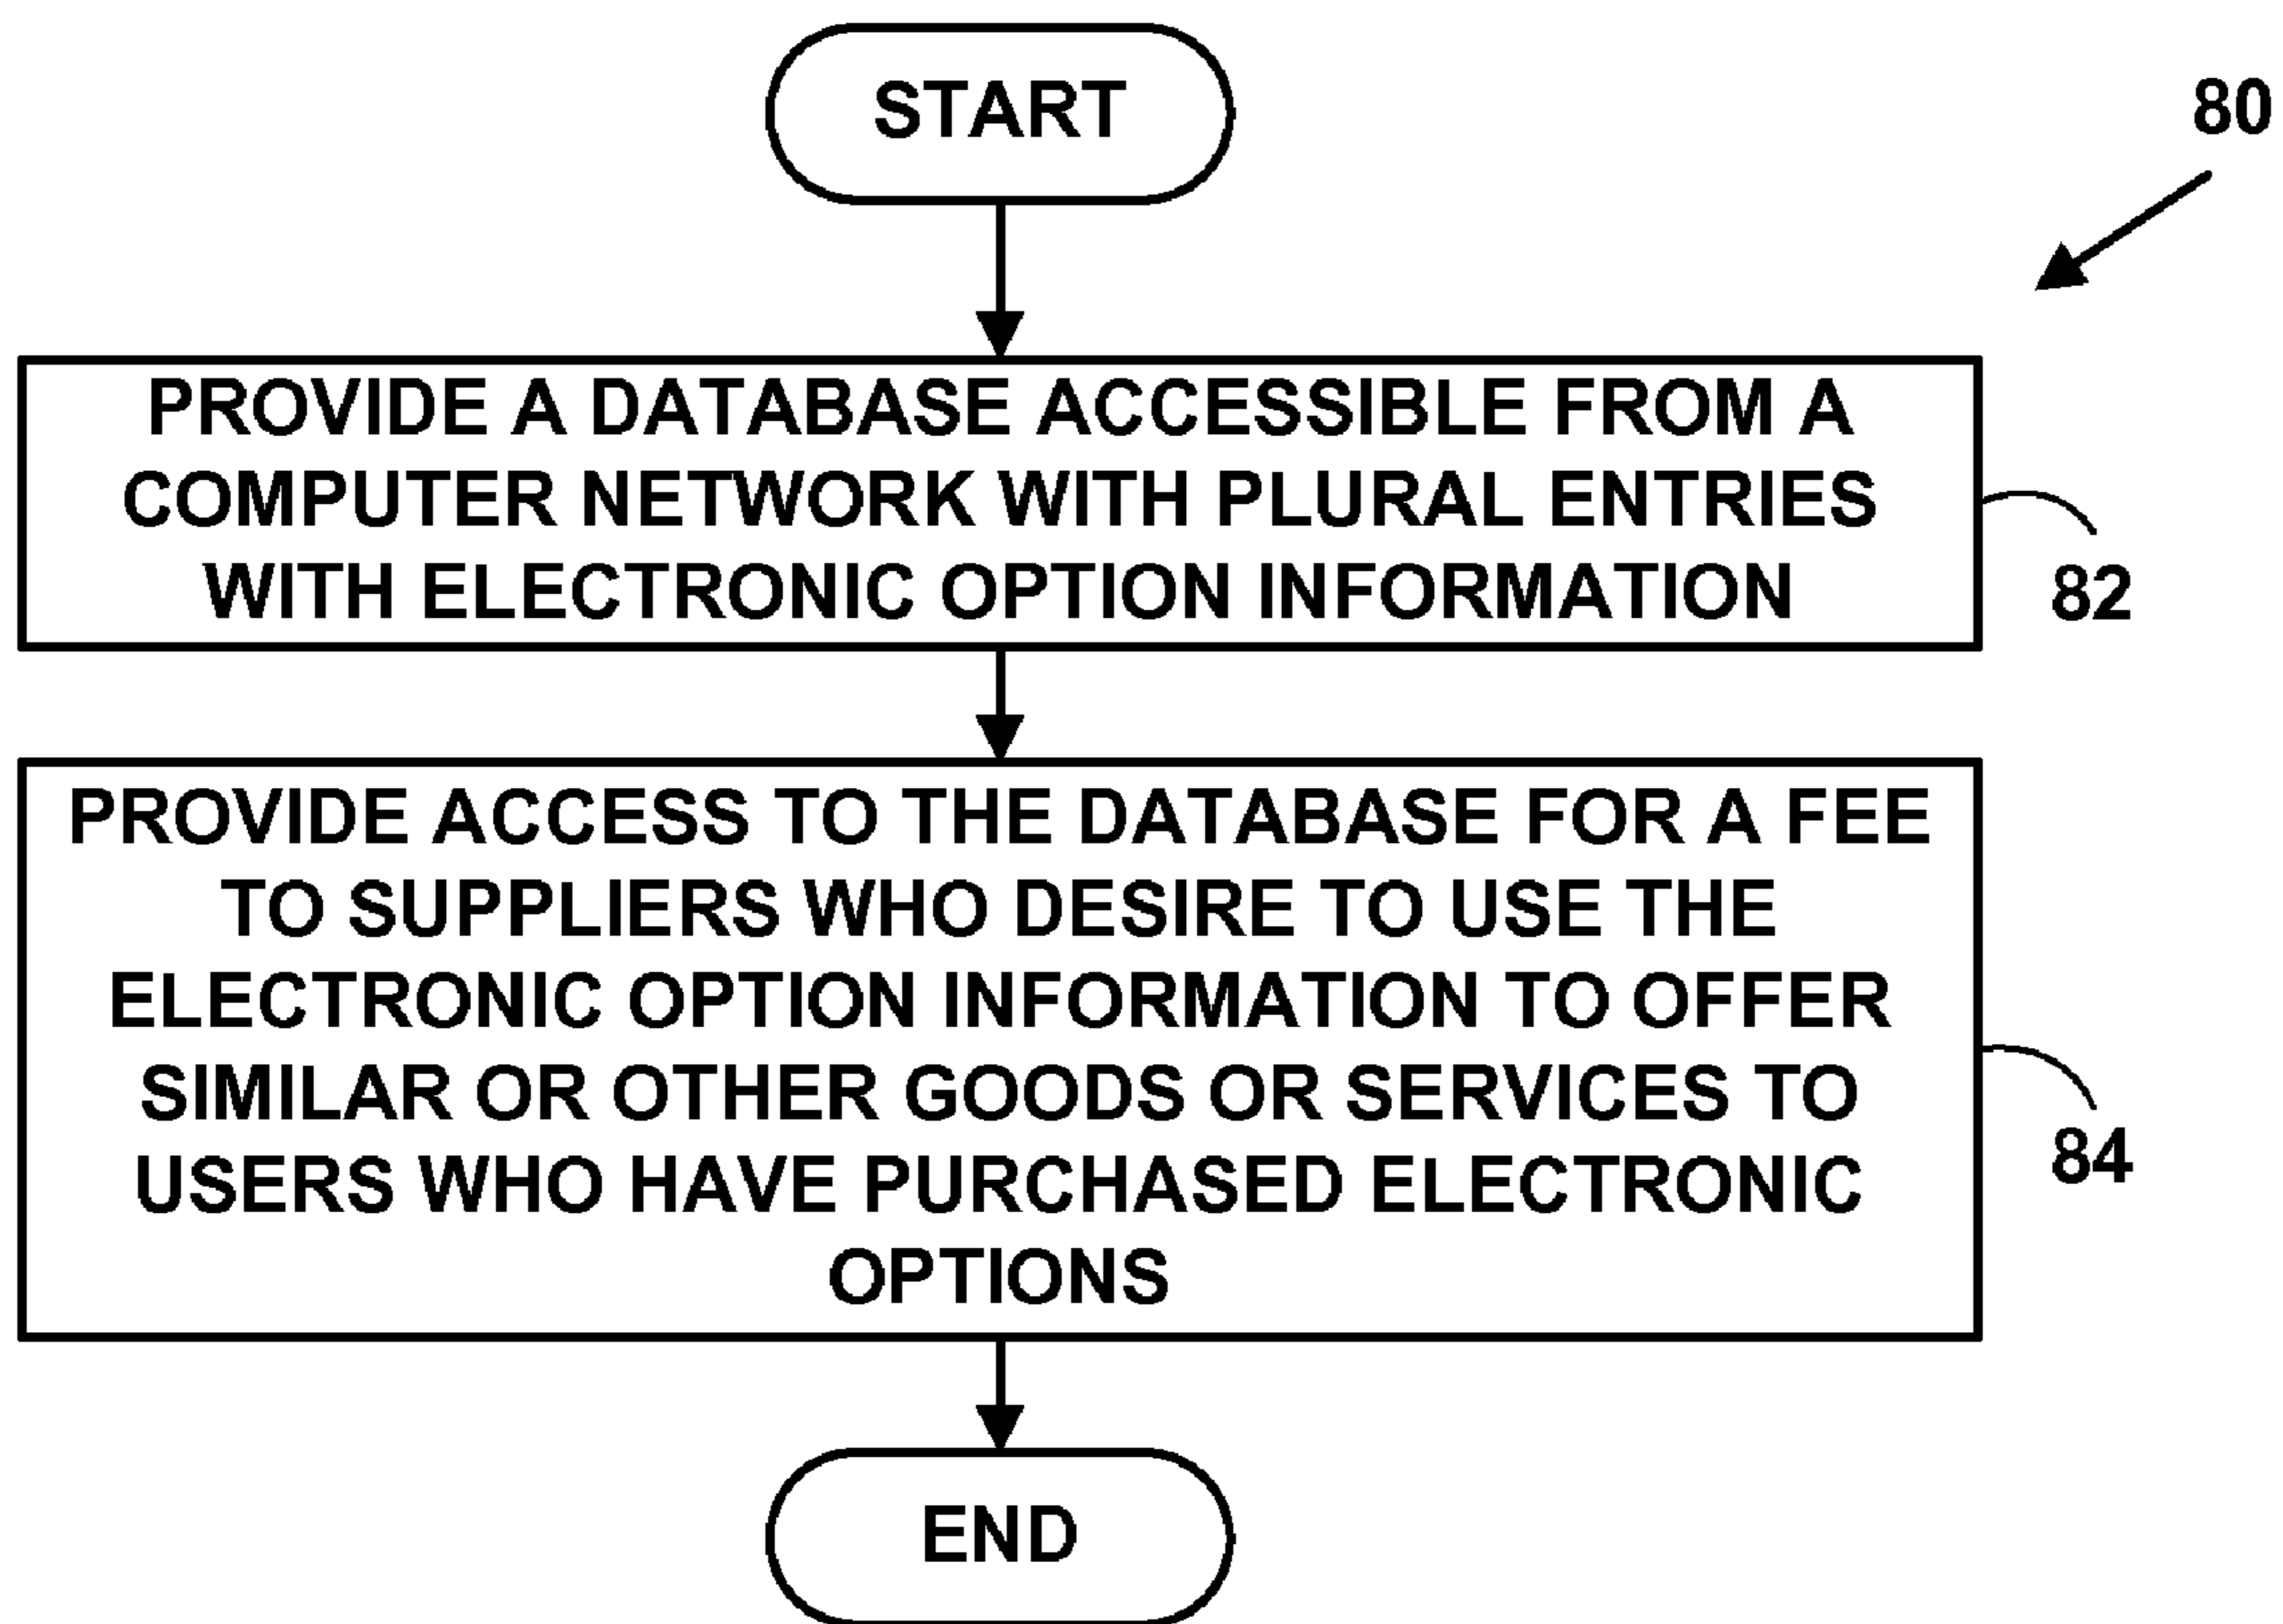 START
80
PROVIDE A DATABASE ACCESSIBLE FROM A
COMPUTER NETWORK WITH PLURAL ENTRIES
WITH ELECTRONIC OPTION INFORMATION
82
PROVIDE ACCESS TO THE DATABASE FOR A FEE
TO SUPPLIERS WHO DESIRE TO USE THE
ELECTRONIC OPTION INFORMATION TO OFFER
SIMILAR OR OTHER GOODS OR SERVICES TO
USERS WHO HAVE PURCHASED ELECTRONIC
OPTIONS
84
END